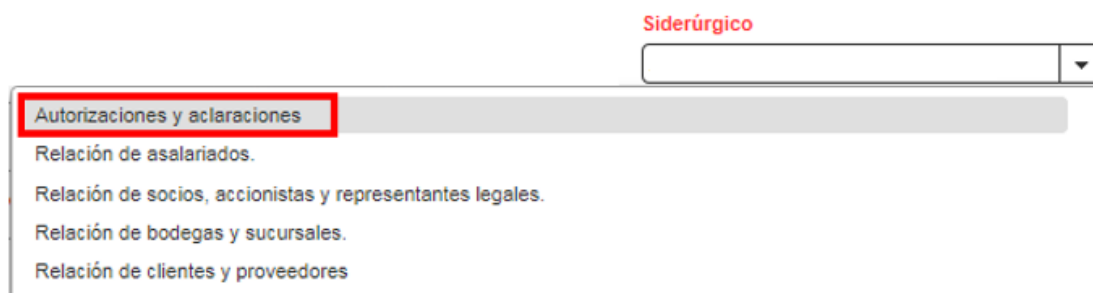 Siderúrgico
Autorizaciones y aclaraciones
Relación de asalariados.
Relación de socios, accionistas y representantes legales.
Relación de bodegas y sucursales.
Relación de clientes y proveedores